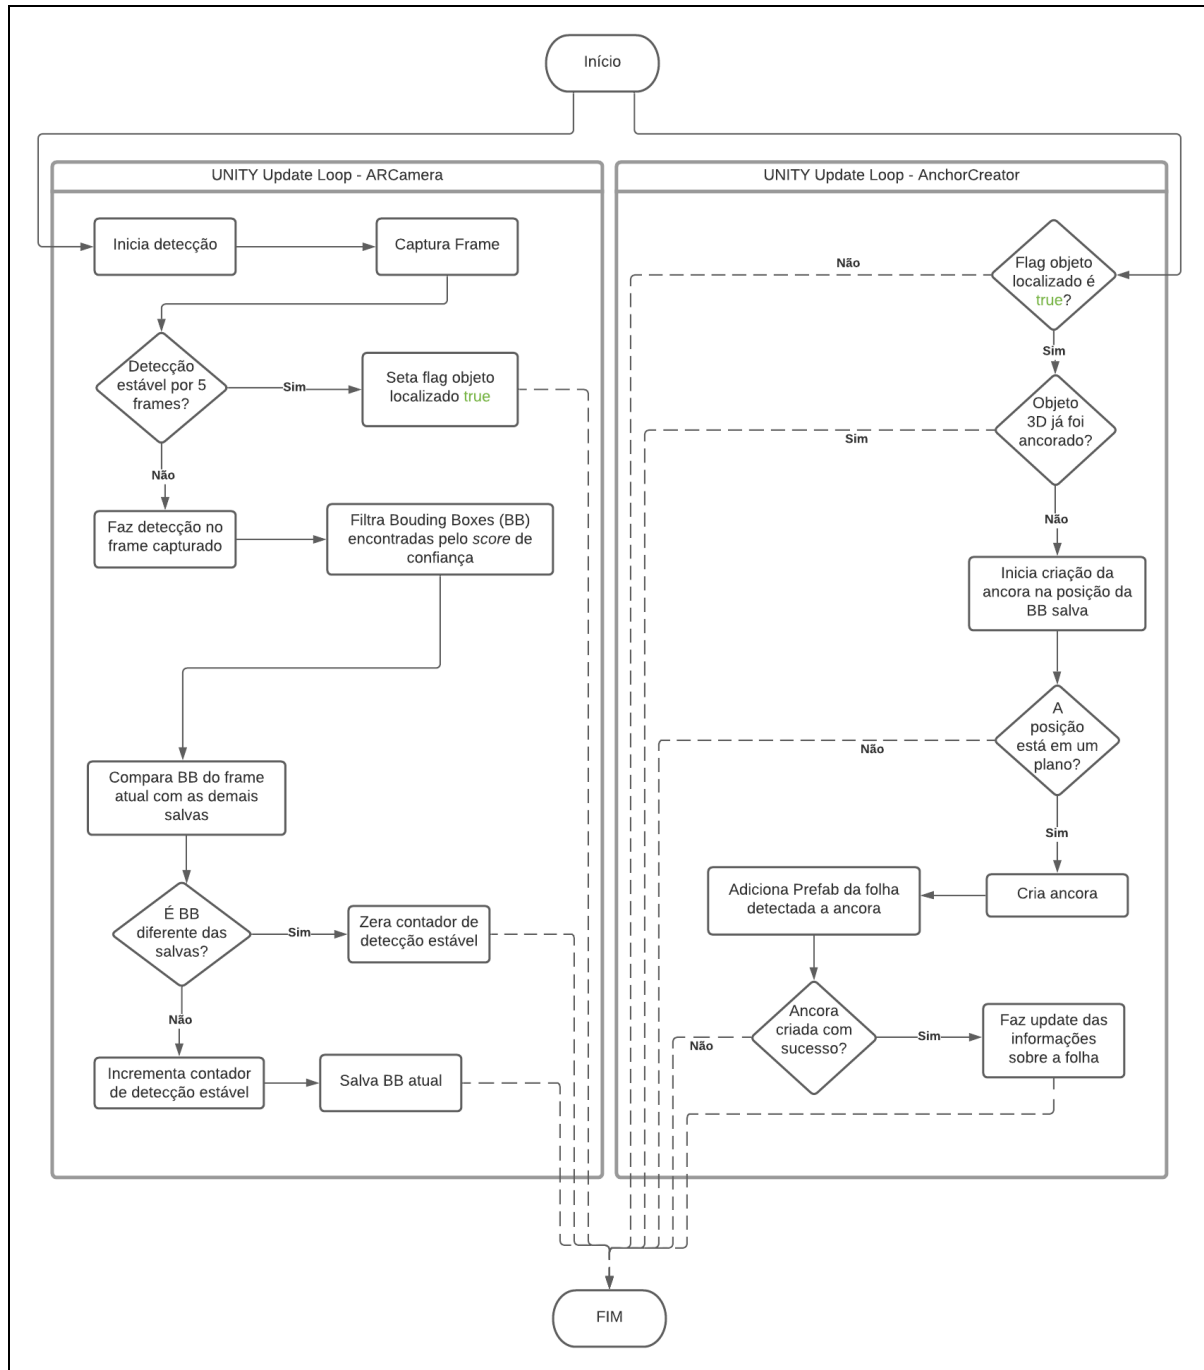 Início
UNITY Update Loop - ARCamera
Inicia detecção
Captura Frame
Detecção
estável por 5
frames?
Sim
Seta flag objeto
localizado true
Não
Faz detecção no
frame capturado
Filtra Bouding Boxes (BB)
encontradas pelo score de
confiança
Compara BB do frame
atual com as demais
salvas
É BB
diferente das
salvas?
Sim
Zera contador de
detecção estável
Não
Incrementa contador
de detecção estável
Salva BB atual
UNITY Update Loop - AnchorCreator
Flag objeto
localizado é
true?
Não
Sim
Objeto
3D já foi
ancorado?
Sim
Não
Inicia criação da
ancora na posição da
BB salva
A
posição
está em um
plano?
Não
Sim
Cria ancora
Adiciona Prefab da folha
detectada a ancora
Ancora
criada com
sucesso?
Não
Sim
Faz update das
informações
sobre a folha
FIM